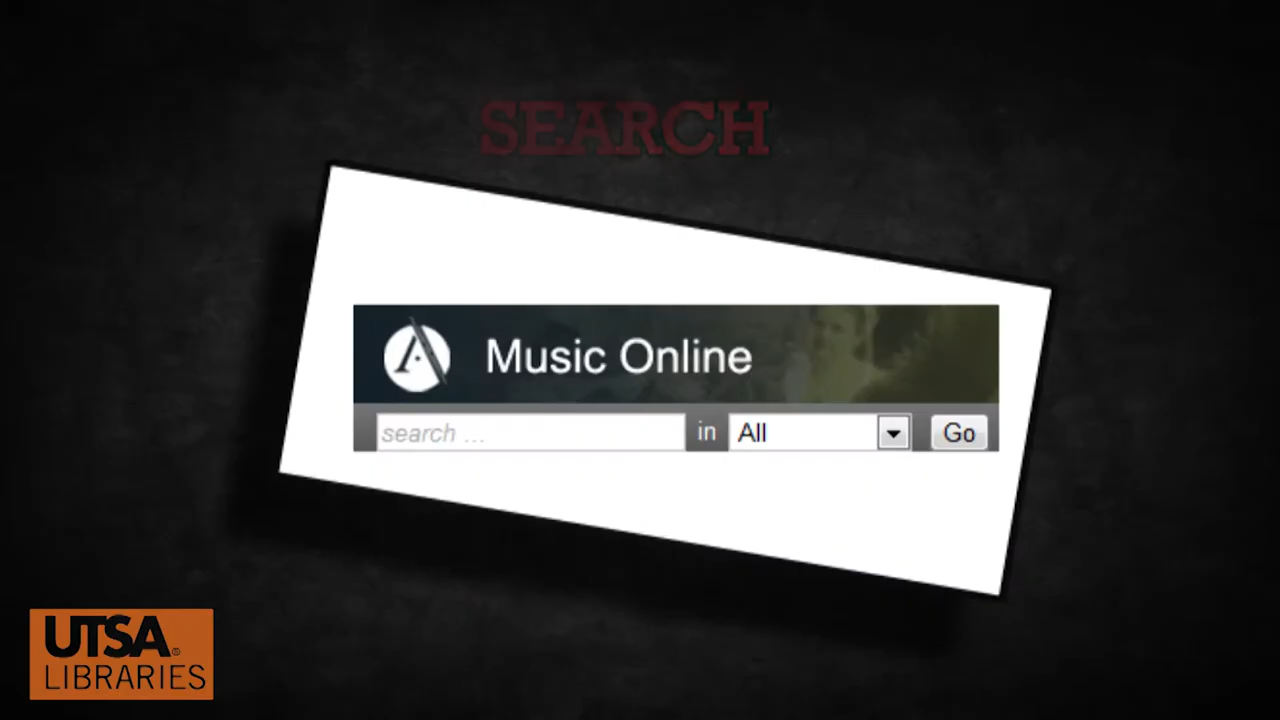 SEARCH
Music Online
search ... in All Go
UTSA®
LIBRARIES